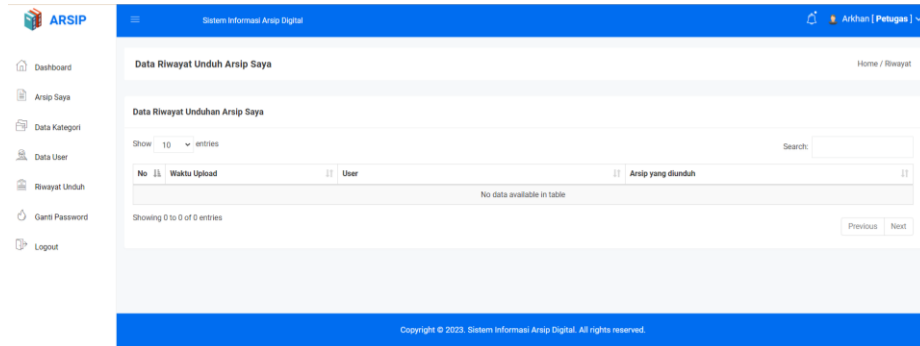 ARSIP
Sistem Informasi Arsip Digital
Arkhan [ Petugas ]
Dashboard
Arsip Saya
Data Kategori
Data User
Riwayat Unduh
Ganti Password
Logout
Data Riwayat Unduh Arsip Saya
Home / Riwayat
Data Riwayat Unduhan Arsip Saya
Show 10 entries
Search:
No Waktu Upload User Arsip yang diunduh
No data available in table
Showing 0 to 0 of 0 entries
Previous Next
Copyright © 2023. Sistem Informasi Arsip Digital. All rights reserved.